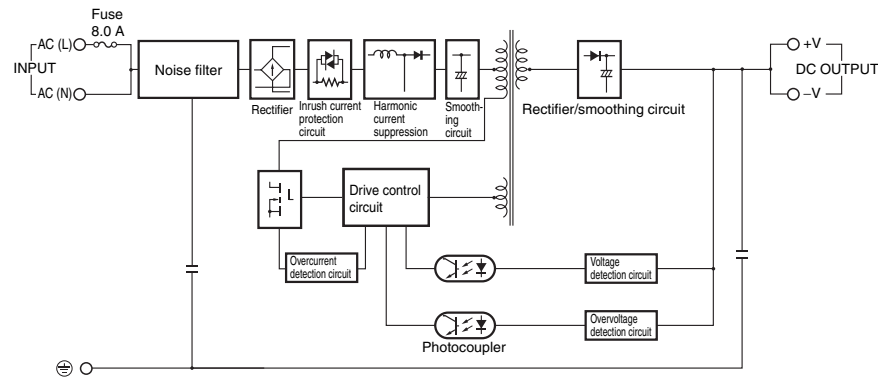 Fuse
8.0 A
AC (L)
INPUT
AC (N)
Noise filter
Rectifier
Inrush current
protection
circuit
Harmonic
current
suppression
Smooth-
ing
circuit
Rectifier/smoothing circuit
+V
DC OUTPUT
−V
Drive control
circuit
Overcurrent
detection circuit
Voltage
detection circuit
Overvoltage
detection circuit
Photocoupler